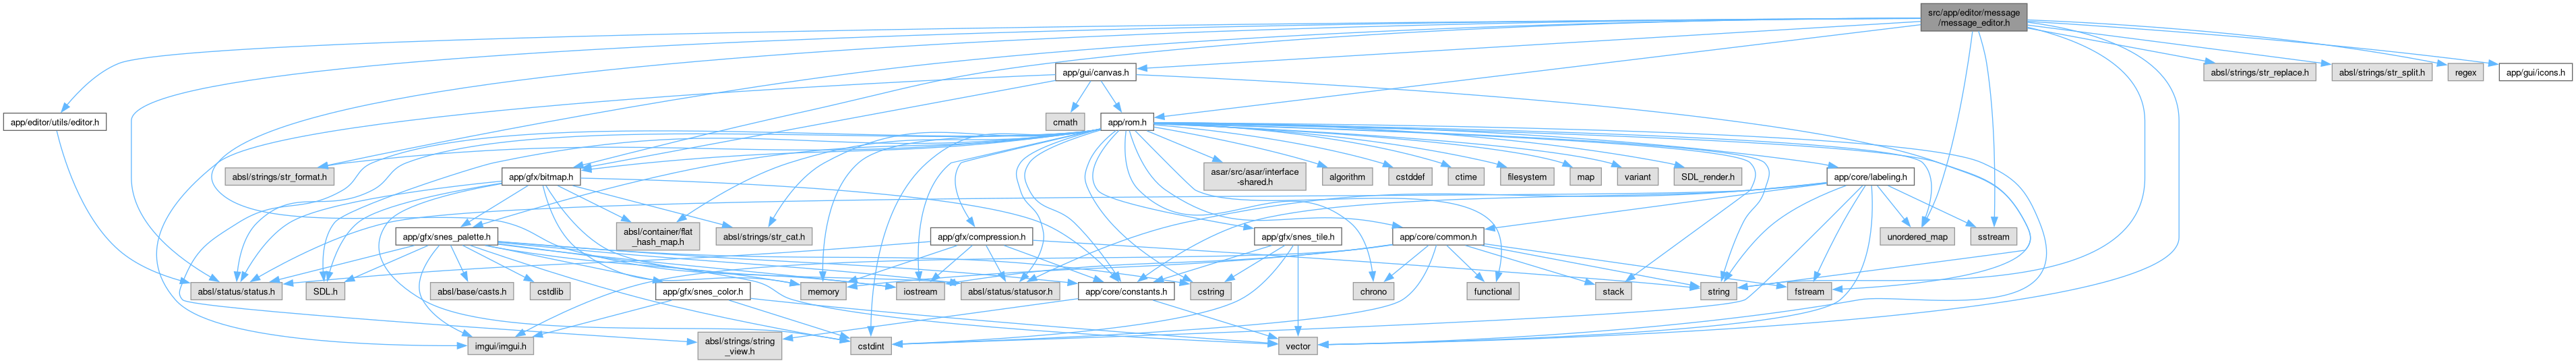 src/app/editor/message
/message_editor.h
app/gui/canvas.h
absl/strings/str_replace.h
absl/strings/str_split.h
regex
app/gui/icons.h
app/editor/utils/editor.h
cmath
app/rom.h
absl/strings/str_format.h
app/gfx/bitmap.h
asar/src/asar/interface
-shared.h
algorithm
cstddef
ctime
filesystem
map
variant
SDL_render.h
app/core/labeling.h
app/gfx/snes_palette.h
absl/container/flat
_hash_map.h
absl/strings/str_cat.h
app/gfx/compression.h
app/gfx/snes_tile.h
app/core/common.h
unordered_map
sstream
absl/status/status.h
SDL.h
absl/base/casts.h
cstdlib
app/gfx/snes_color.h
memory
iostream
absl/status/statusor.h
app/core/constants.h
cstring
chrono
functional
stack
string
fstream
imgui/imgui.h
absl/strings/string
_view.h
cstdint
vector